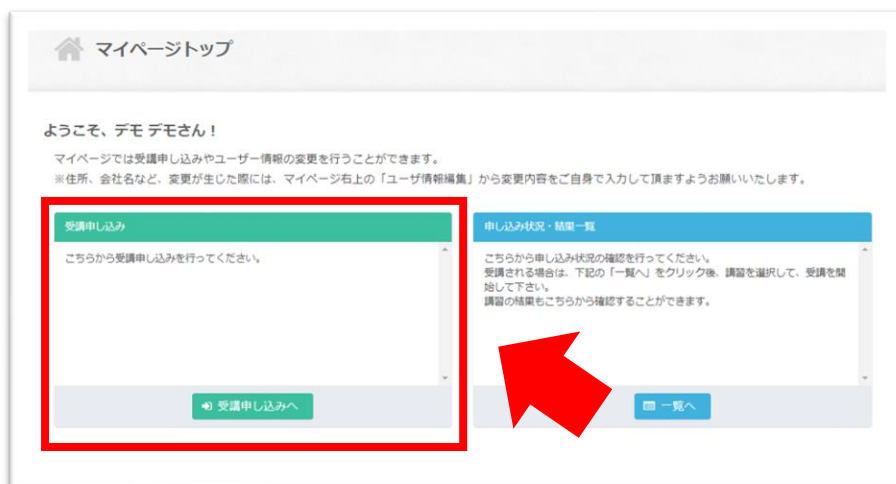 マイページトップ
ようこそ、デモ デモさん！
マイページでは受講申し込みやユーザー情報の変更を行うことができます。
※住所、会社名など、変更が生じた際には、マイページ右上の「ユーザ情報編集」から変更内容をご自身で入力して頂ますようお願いいたします。
受講申し込み
こちらから受講申し込みを行ってください。
受講申し込みへ
申し込み状況・結果一覧
こちらから申し込み状況の確認を行ってください。
受講される場合は、下記の「一覧へ」をクリック後、講習を選択して、受講を開
始して下さい。
講習の結果もこちらから確認することができます。
一覧へ